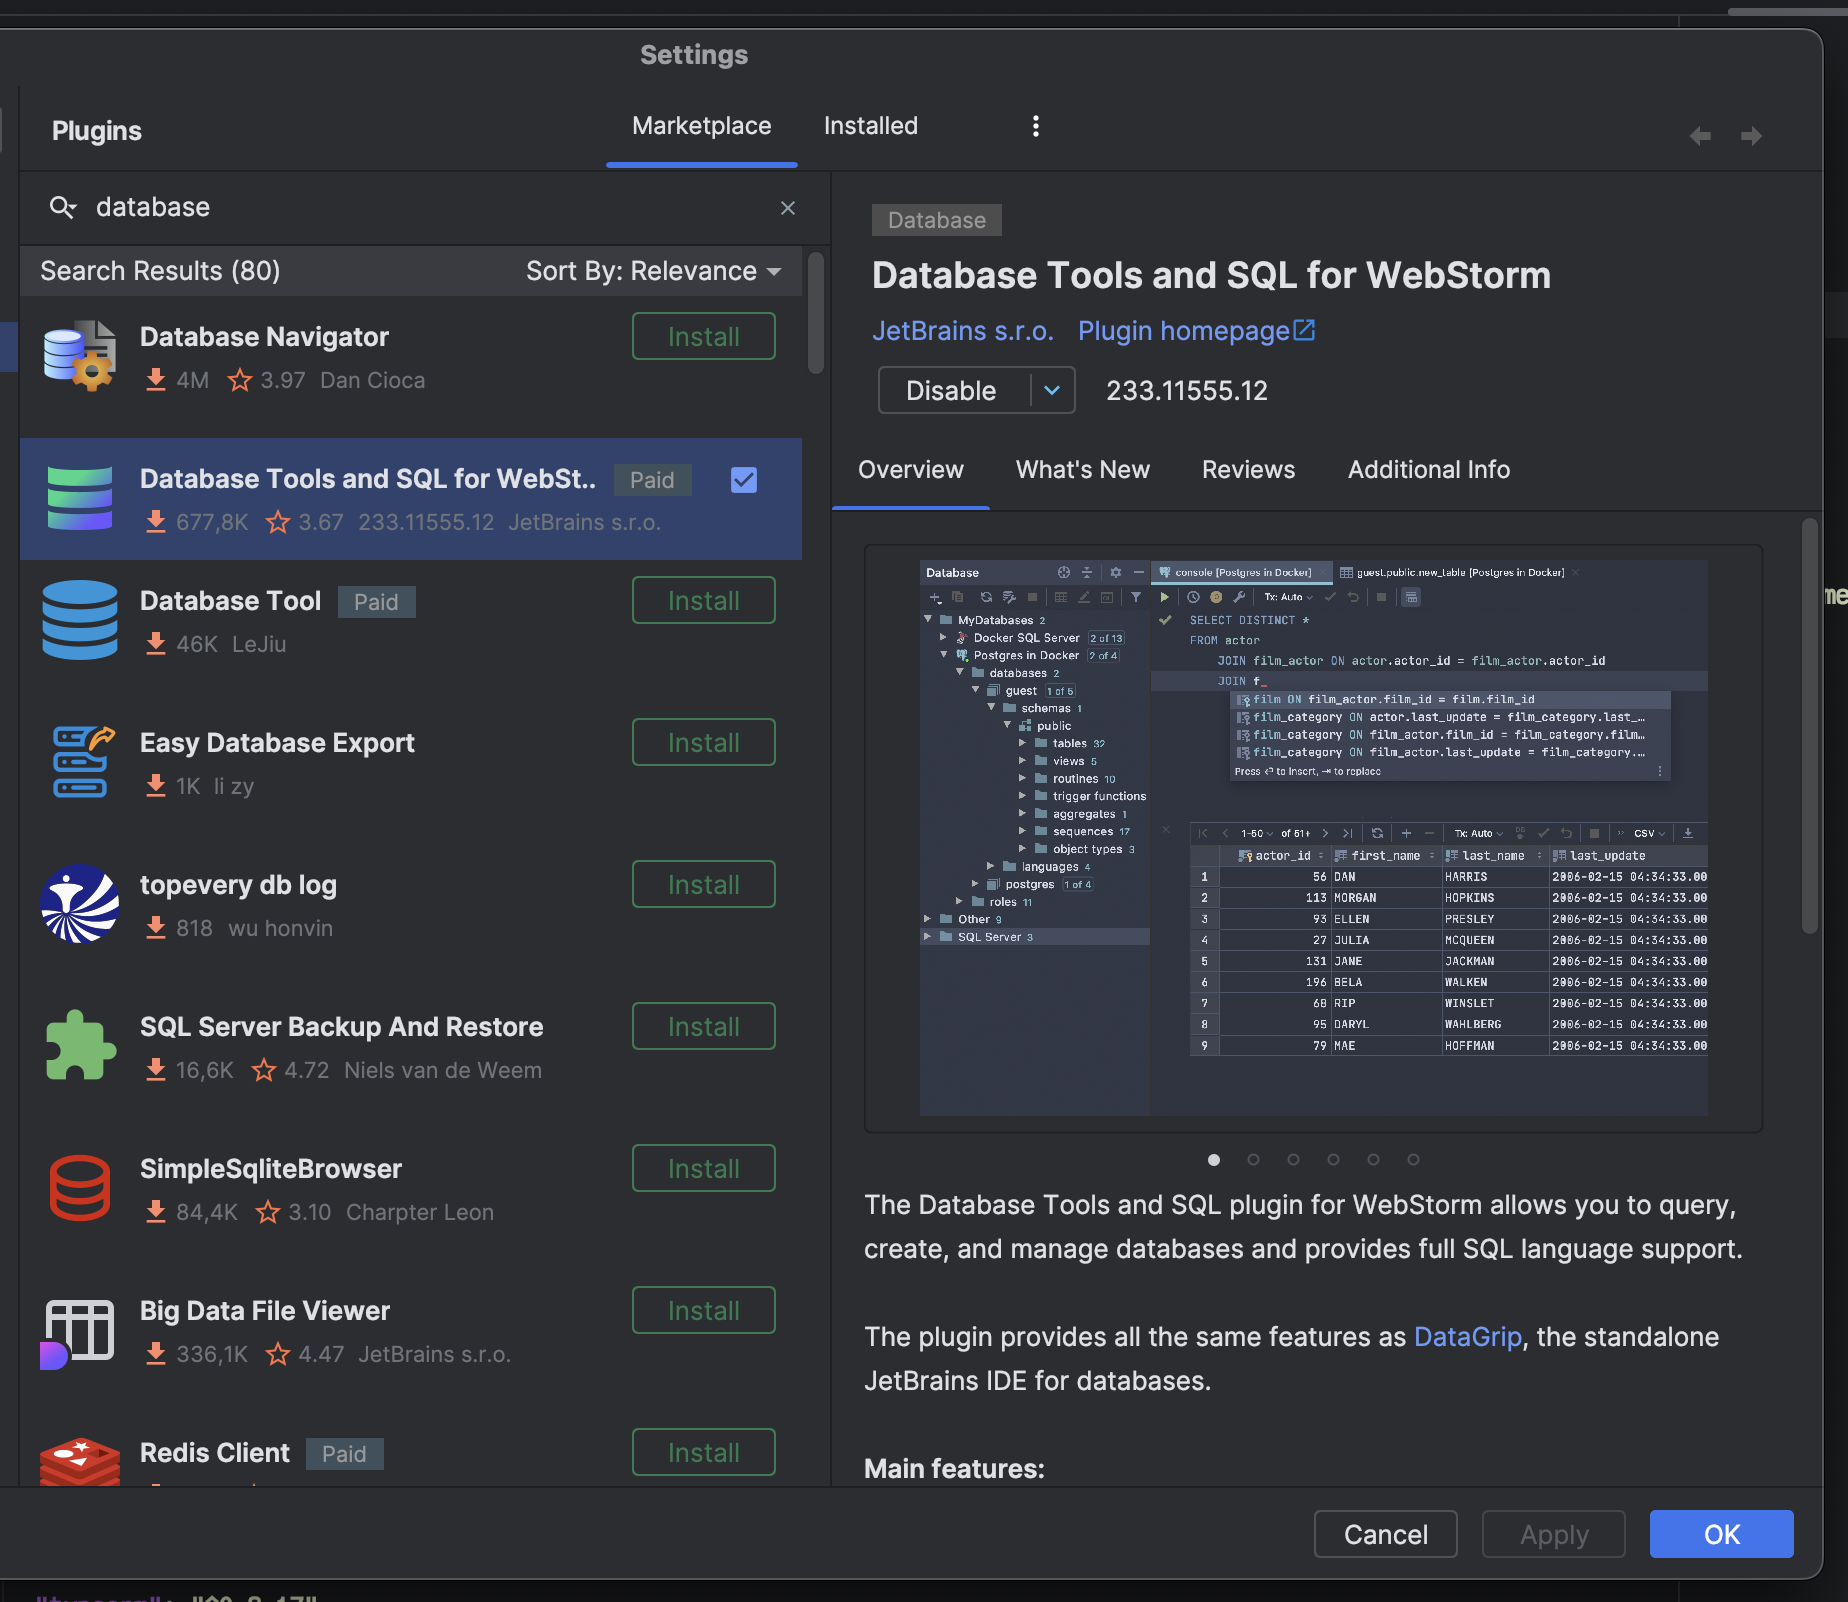 Settings
Plugins
Marketplace
Installed
database
Search Results (80)
Sort By: Relevance
Database Navigator
Install
4M 3.97 Dan Cioca
Database Tools and SQL for WebSt..
Paid
677,8K 3.67 233.11555.12 JetBrains s.r.o.
Database Tool
Paid
Install
46K LeJiu
Easy Database Export
Install
1K li zy
topevery db log
Install
818 wu honvin
SQL Server Backup And Restore
Install
16,6K 4.72 Niels van de Weem
SimpleSqliteBrowser
Install
84,4K 3.10 Charpter Leon
Big Data File Viewer
Install
336,1K 4.47 JetBrains s.r.o.
Redis Client
Paid
Install
Database
Database Tools and SQL for WebStorm
JetBrains s.r.o. Plugin homepage
Disable
233.11555.12
Overview
What's New
Reviews
Additional Info
Database
MyDatabases 2
Docker SQL Server 2 of 13
Postgres in Docker 2 of 4
databases 2
guest 1 of 6
schemas 1
public
tables 32
views 5
routines 10
trigger functions
aggregates 1
sequences 17
object types 3
languages 4
postgres 1 of 4
roles 11
Other 9
SQL Server 3
console [Postgres in Docker]
guest.public.new_table [Postgres in Docker]
Tx: Auto
SELECT DISTINCT *
FROM actor
JOIN film_actor ON actor.actor_id = film_actor.actor_id
JOIN f_
film ON film_actor.film_id = film.film_id
film_category ON actor.last_update = film_category.last_…
film_category ON film_actor.film_id = film_category.film…
film_category ON film_actor.last_update = film_category.…
Press ⏎ to insert, ⇥ to replace
1-50 of 51+
Tx: Auto
CSV
actor_id first_name last_name last_update
1 56 DAN HARRIS 2006-02-15 04:34:33.00
2 113 MORGAN HOPKINS 2006-02-15 04:34:33.00
3 93 ELLEN PRESLEY 2006-02-15 04:34:33.00
4 27 JULIA MCQUEEN 2006-02-15 04:34:33.00
5 131 JANE JACKMAN 2006-02-15 04:34:33.00
6 196 BELA WALKEN 2006-02-15 04:34:33.00
7 68 RIP WINSLET 2006-02-15 04:34:33.00
8 95 DARYL WAHLBERG 2006-02-15 04:34:33.00
9 79 MAE HOFFMAN 2006-02-15 04:34:33.00
The Database Tools and SQL plugin for WebStorm allows you to query,
create, and manage databases and provides full SQL language support.
The plugin provides all the same features as DataGrip, the standalone
JetBrains IDE for databases.
Main features:
Cancel
Apply
OK